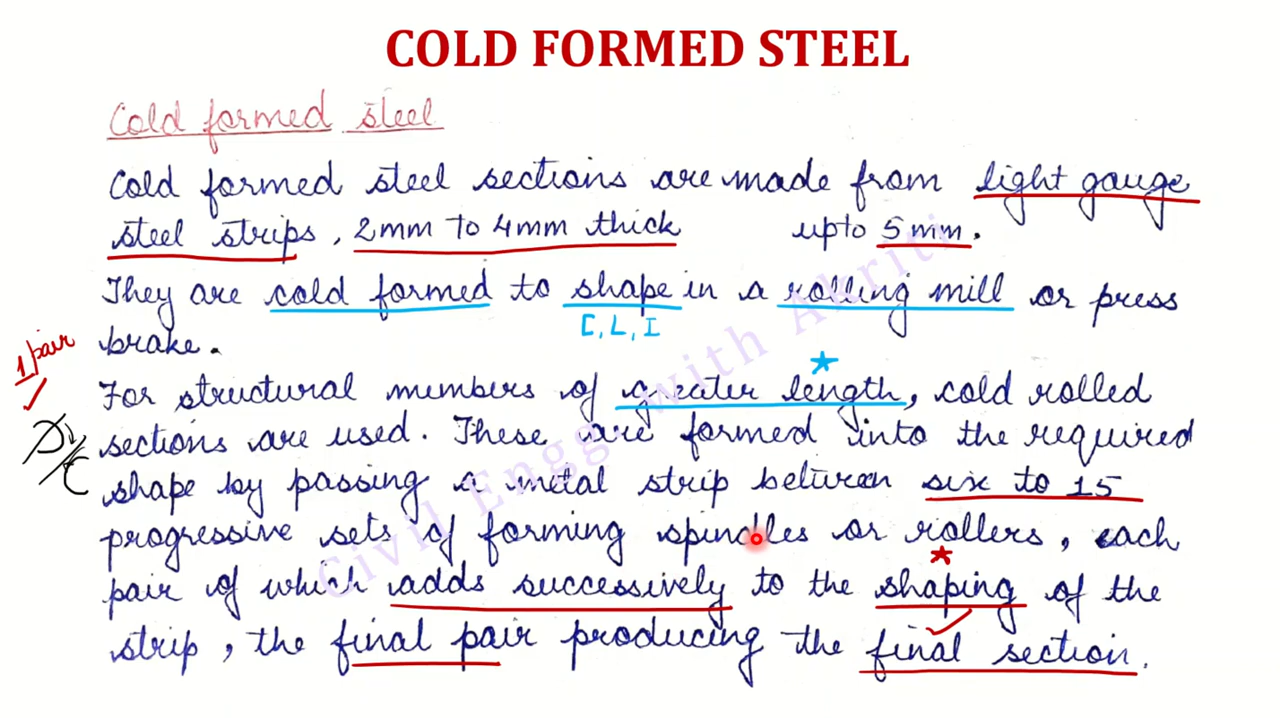 COLD FORMED STEEL
Cold formed steel
Cold formed steel sections are made from light gauge
steel strips, 2mm to 4mm thick upto 5mm.
They are cold formed to shape in a rolling mill or press
C, L, I
brake.
1 pair
For structural members of greater length, cold rolled
sections are used. These are formed into the required
shape by passing a metal strip between six to 15
progressive sets of forming spindles or rollers, each
pair of which adds successively to the shaping of the
strip, the final pair producing the final section.
Civil Engg with Akriti